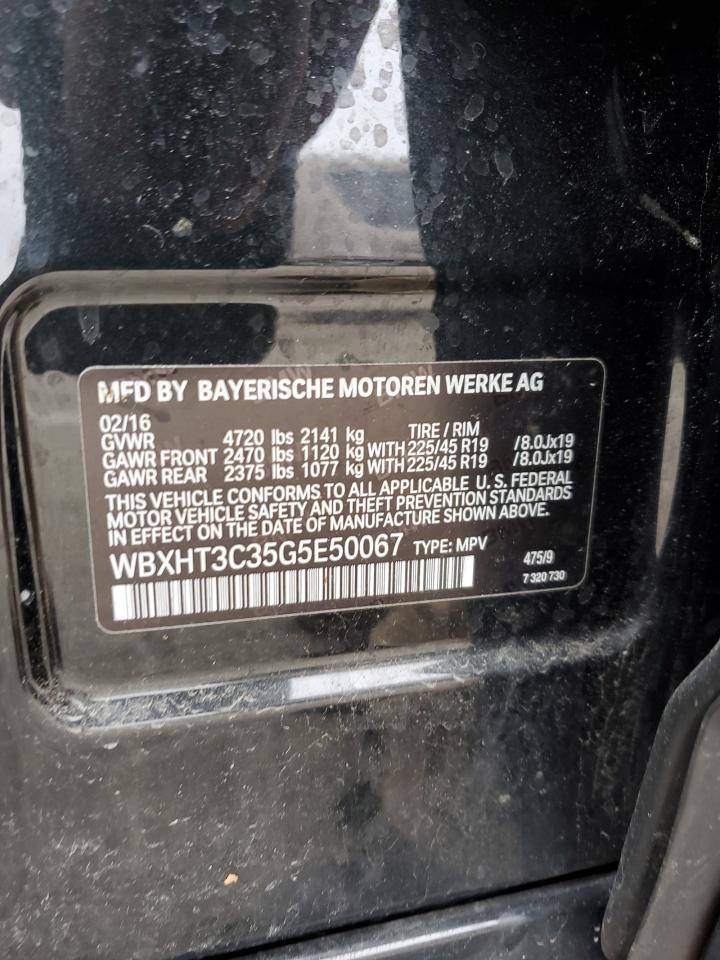 MFD BY BAYERISCHE MOTOREN WERKE AG
02/16
GVWR 4720 lbs 2141 kg TIRE / RIM
GAWR FRONT 2470 lbs 1120 kg WITH 225/45 R19 /8.0Jx19
GAWR REAR 2375 lbs 1077 kg WITH 225/45 R19 /8.0Jx19
THIS VEHICLE CONFORMS TO ALL APPLICABLE U.S. FEDERAL
MOTOR VEHICLE SAFETY AND THEFT PREVENTION STANDARDS
IN EFFECT ON THE DATE OF MANUFACTURE SHOWN ABOVE.
WBXHT3C35G5E50067 TYPE: MPV
475/9
7 320 730